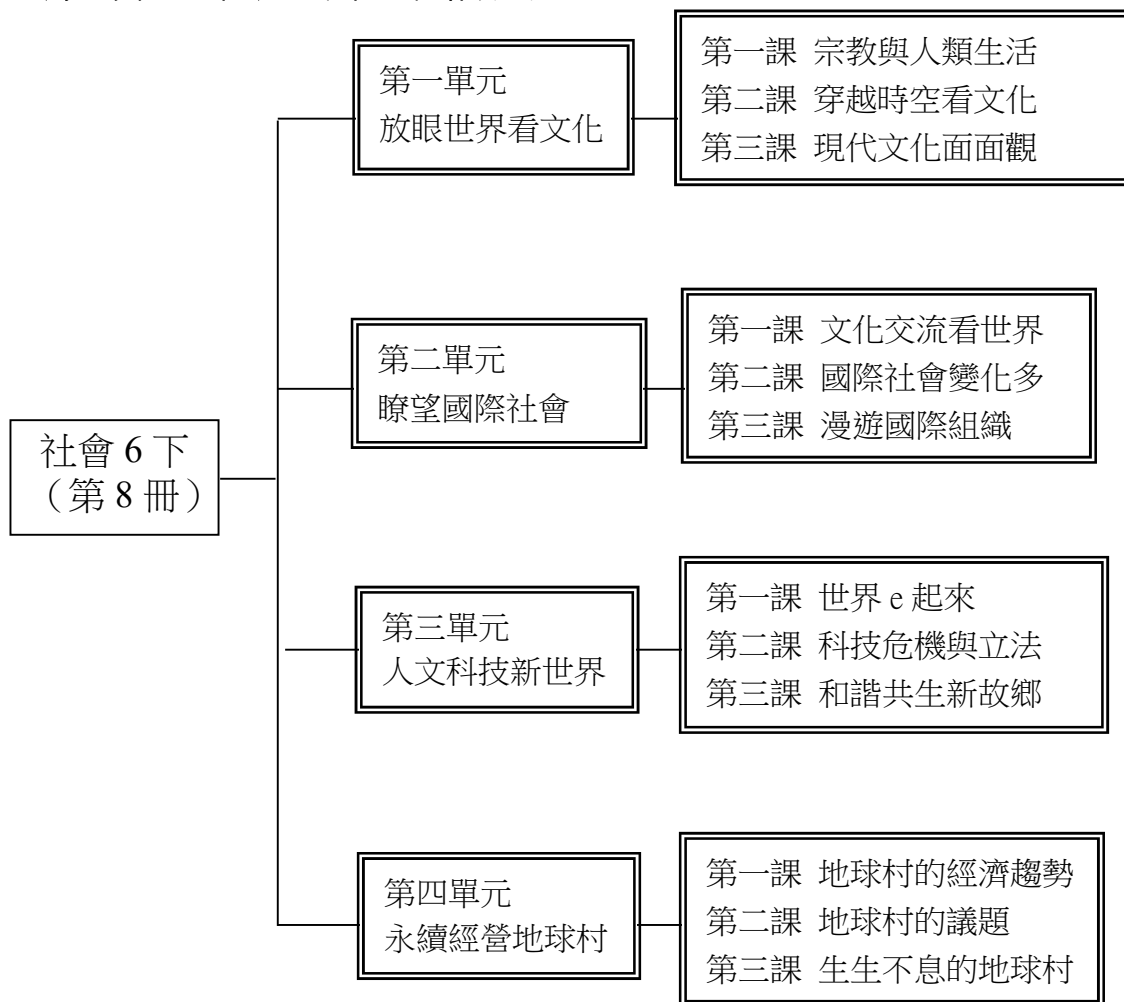 社會 6 下
（第 8 冊）
第一單元
放眼世界看文化
第一課 宗教與人類生活
第二課 穿越時空看文化
第三課 現代文化面面觀
第二單元
瞭望國際社會
第一課 文化交流看世界
第二課 國際社會變化多
第三課 漫遊國際組織
第三單元
人文科技新世界
第一課 世界 e 起來
第二課 科技危機與立法
第三課 和諧共生新故鄉
第四單元
永續經營地球村
第一課 地球村的經濟趨勢
第二課 地球村的議題
第三課 生生不息的地球村